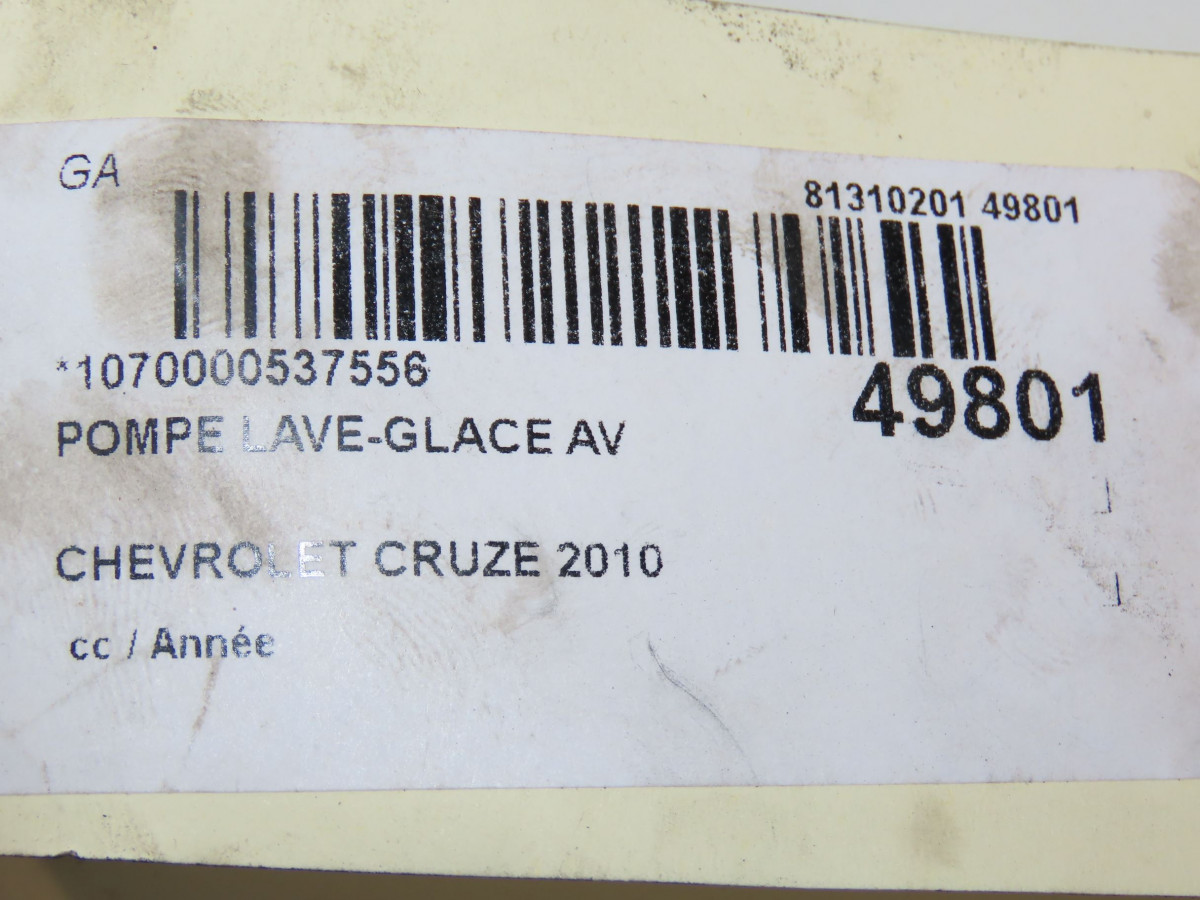 GA
81310201 49801
*1070000537556
49801
POMPE LAVE-GLACE AV
CHEVROLET CRUZE 2010
cc / Année